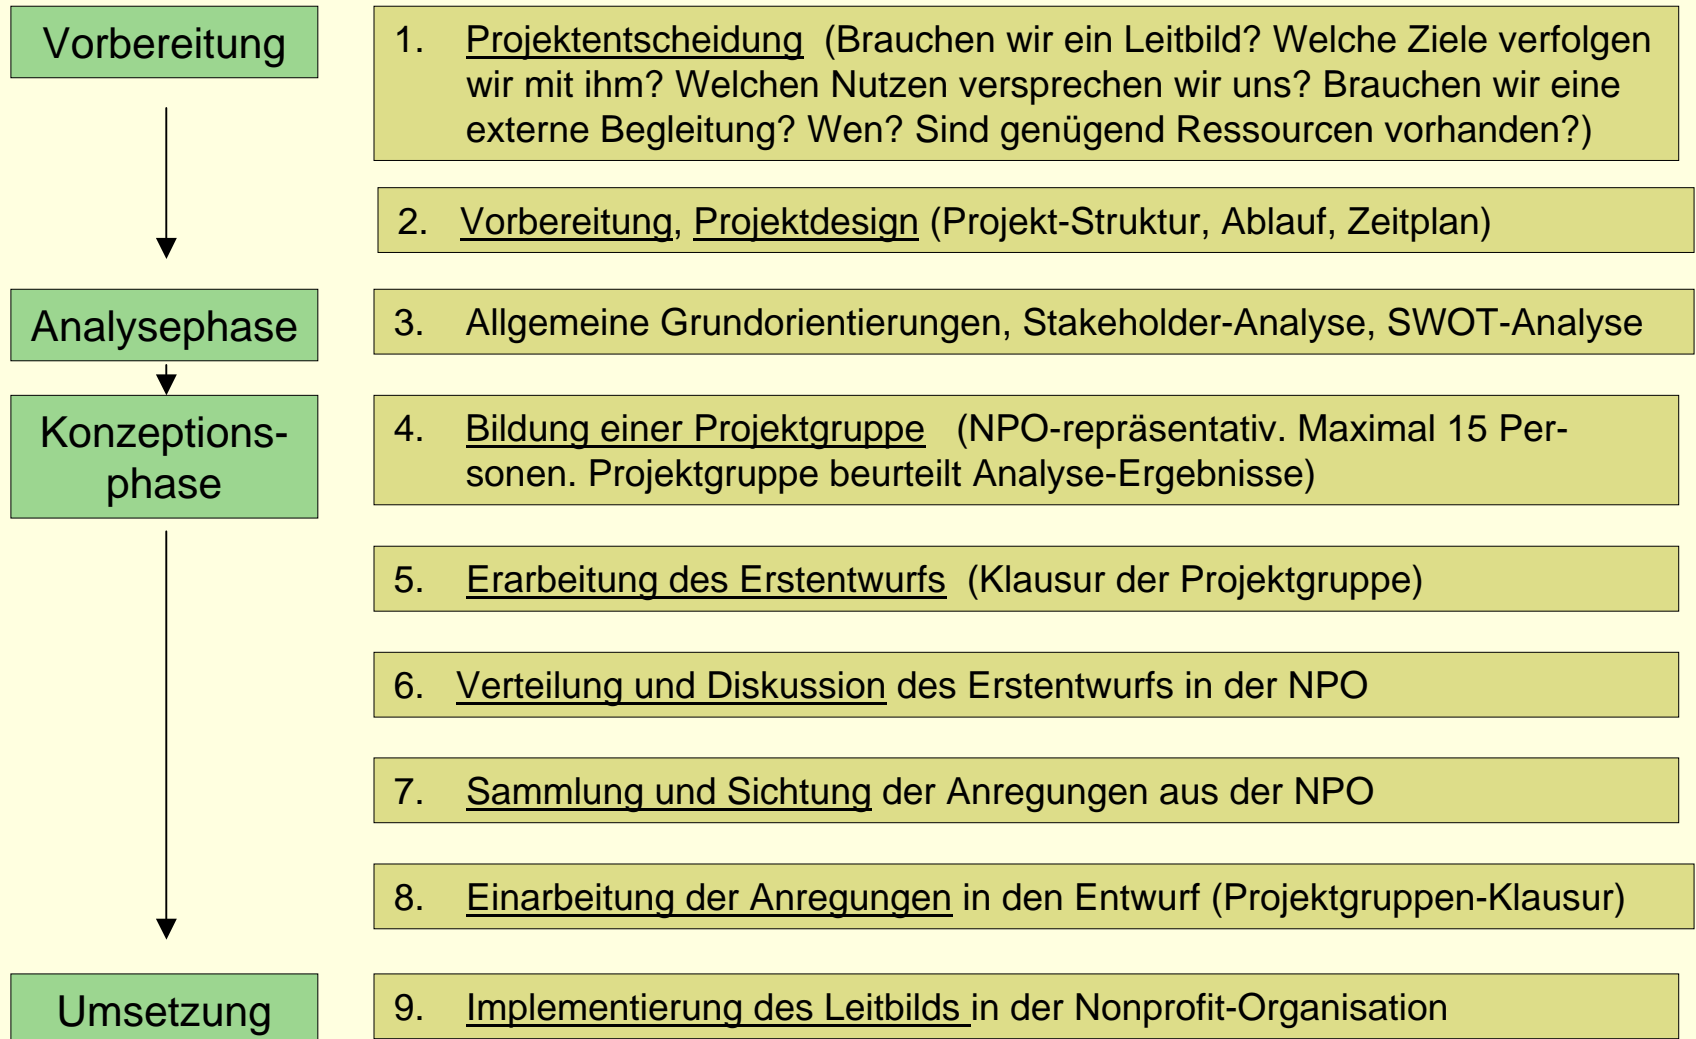 Vorbereitung
1. Projektentscheidung (Brauchen wir ein Leitbild? Welche Ziele verfolgen
wir mit ihm? Welchen Nutzen versprechen wir uns? Brauchen wir eine
externe Begleitung? Wen? Sind genügend Ressourcen vorhanden?)
2. Vorbereitung, Projektdesign (Projekt-Struktur, Ablauf, Zeitplan)
Analysephase
3. Allgemeine Grundorientierungen, Stakeholder-Analyse, SWOT-Analyse
Konzeptions-
phase
4. Bildung einer Projektgruppe (NPO-repräsentativ. Maximal 15 Per-
sonen. Projektgruppe beurteilt Analyse-Ergebnisse)
5. Erarbeitung des Erstentwurfs (Klausur der Projektgruppe)
6. Verteilung und Diskussion des Erstentwurfs in der NPO
7. Sammlung und Sichtung der Anregungen aus der NPO
8. Einarbeitung der Anregungen in den Entwurf (Projektgruppen-Klausur)
Umsetzung
9. Implementierung des Leitbilds in der Nonprofit-Organisation